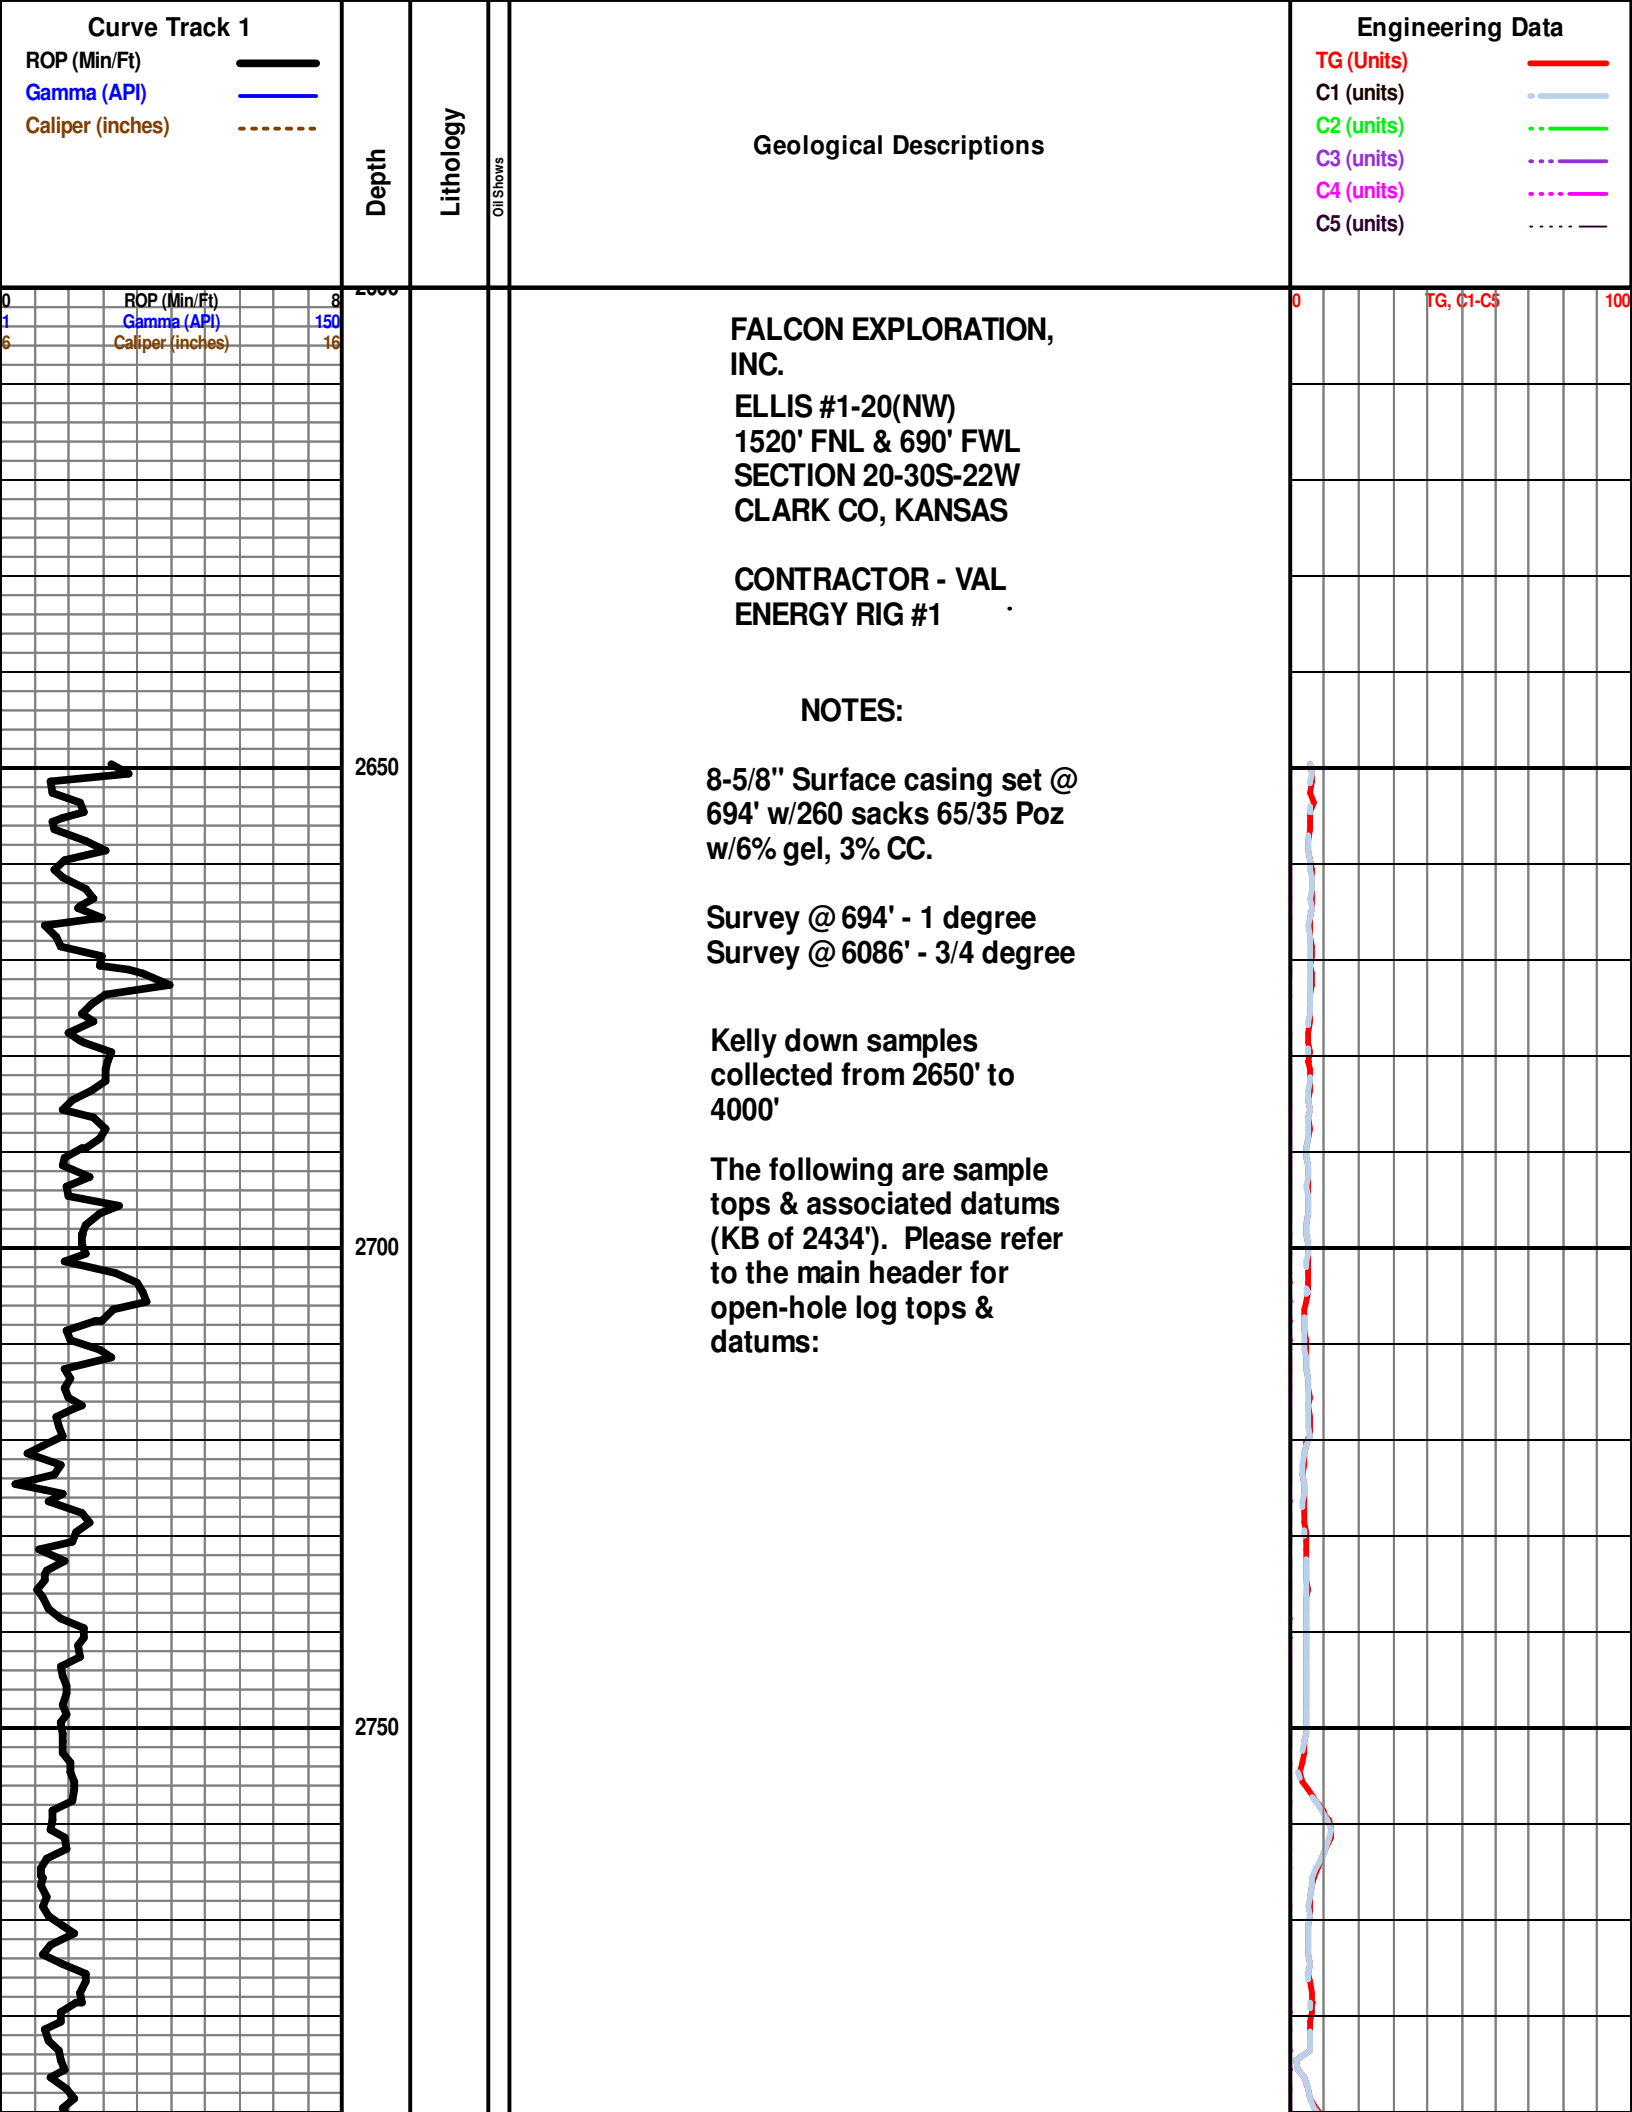 Curve Track 1
ROP (Min/Ft)
Gamma (API)
Caliper (inches)
Depth
Lithology
Oil Shows
Geological Descriptions
Engineering Data
TG (Units)
C1 (units)
C2 (units)
C3 (units)
C4 (units)
C5 (units)
0 ROP (Min/Ft) 8
1 Gamma (API) 150
6 Caliper (inches) 16
0 TG, C1-C5 100
FALCON EXPLORATION,
INC.
ELLIS #1-20(NW)
1520' FNL & 690' FWL
SECTION 20-30S-22W
CLARK CO, KANSAS
CONTRACTOR - VAL
ENERGY RIG #1
NOTES:
2650
8-5/8" Surface casing set @
694' w/260 sacks 65/35 Poz
w/6% gel, 3% CC.
Survey @ 694' - 1 degree
Survey @ 6086' - 3/4 degree
Kelly down samples
collected from 2650' to
4000'
The following are sample
tops & associated datums
(KB of 2434'). Please refer
to the main header for
open-hole log tops &
datums:
2700
2750